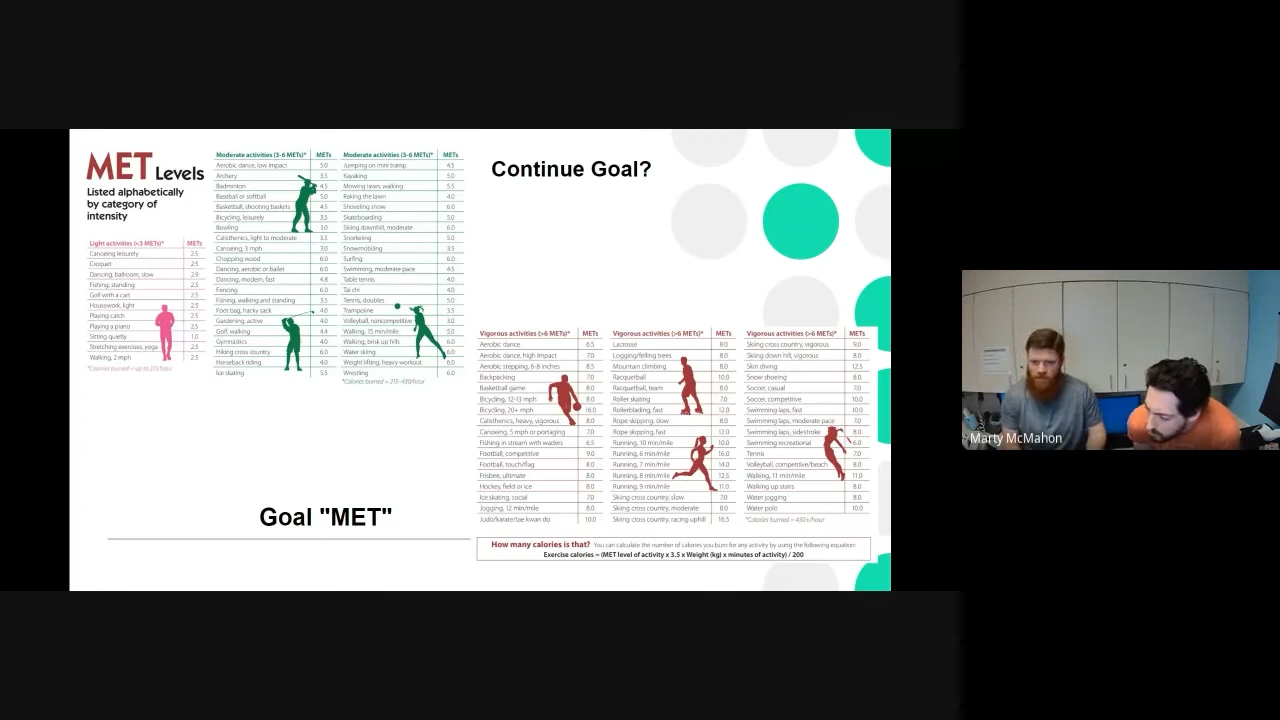 MET Levels
Listed alphabetically
by category of
intensity
Light activities (<3 METs)* METs
Canoeing leisurely 2.5
Croquet 2.5
Dancing, ballroom, slow 2.9
Fishing, standing 2.5
Golf with a cart 2.5
Housework, light 2.5
Playing catch 2.5
Playing a piano 2.5
Sitting quietly 1.0
Stretching exercises, yoga 2.5
Walking, 2 mph 2.5
*Calories burned = up to 215/hour
Moderate activities (3-6 METs)* METs
Aerobic dance, low impact 5.0
Archery 3.5
Badminton 4.5
Baseball or softball 5.0
Basketball, shooting baskets 4.5
Bicycling, leisurely 3.5
Bowling 3.0
Calisthenics, light to moderate 3.5
Canoeing, 3 mph 3.0
Chopping wood 6.0
Dancing, aerobic or ballet 6.0
Dancing, modern, fast 4.8
Fencing 6.0
Fishing, walking and standing 3.5
Foot bag, hacky sack 4.0
Gardening, active 4.0
Golf, walking 4.4
Gymnastics 4.0
Hiking cross country 6.0
Horseback riding 4.0
Ice skating 5.5
Moderate activities (3-6 METs)* METs
Jumping on mini tramp 4.5
Kayaking 5.0
Mowing lawn, walking 5.5
Raking the lawn 4.0
Shoveling snow 6.0
Skateboarding 5.0
Skiing downhill, moderate 6.0
Snorkeling 5.0
Snowmobiling 3.5
Surfing 6.0
Swimming, moderate pace 4.5
Table tennis 4.0
Tai chi 4.0
Tennis, doubles 5.0
Trampoline 3.5
Volleyball, noncompetitive 3.0
Walking, 15 min/mile 5.0
Walking, brisk up hills 6.0
Water skiing 6.0
Weight lifting, heavy workout 6.0
Wrestling 6.0
*Calories burned = 215-430/hour
Continue Goal?
Vigorous activities (>6 METs)* METs
Aerobic dance 6.5
Aerobic dance, high impact 7.0
Aerobic stepping, 6-8 inches 8.5
Backpacking 7.0
Basketball game 8.0
Bicycling, 12-13 mph 8.0
Bicycling, 20+ mph 16.0
Calisthenics, heavy, vigorous 8.0
Canoeing, 5 mph or portaging 7.0
Fishing in stream with waders 6.5
Football, competitive 9.0
Football, touch/flag 8.0
Frisbee, ultimate 8.0
Hockey, field or ice 8.0
Ice skating, social 7.0
Jogging, 12 min/mile 8.0
Judo/karate/tae kwan do 10.0
Vigorous activities (>6 METs)* METs
Lacrosse 8.0
Logging/felling trees 8.0
Mountain climbing 8.0
Racquetball 10.0
Racquetball, team 8.0
Roller skating 7.0
Rollerblading, fast 12.0
Rope skipping, slow 8.0
Rope skipping, fast 12.0
Running, 10 min/mile 10.0
Running, 6 min/mile 16.0
Running, 7 min/mile 14.0
Running, 8 min/mile 12.5
Running, 9 min/mile 11.0
Skiing cross country, slow 7.0
Skiing cross country, moderate 8.0
Skiing cross country, racing uphill 16.5
Vigorous activities (>6 METs)* METs
Skiing cross country, vigorous 9.0
Skiing down hill, vigorous 8.0
Skin diving 12.5
Snow shoeing 8.0
Soccer, casual 7.0
Soccer, competitive 10.0
Swimming laps, fast 10.0
Swimming laps, moderate pace 7.0
Swimming laps, sidestroke 8.0
Swimming recreational 6.0
Tennis 7.0
Volleyball, competitive/beach 8.0
Walking, 11 min/mile 11.0
Walking up stairs 8.0
Water jogging 8.0
Water polo 10.0
*Calories burned = 430+/hour
Goal "MET"
How many calories is that? You can calculate the number of calories you burn for any activity by using the following equation:
Exercise calories = (MET level of activity x 3.5 x Weight (kg) x minutes of activity) / 200
Marty McMahon